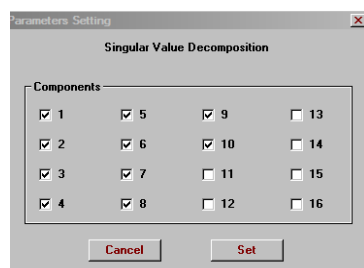 Parameters Setting
Singular Value Decomposition
Components
1 5 9 13
2 6 10 14
3 7 11 15
4 8 12 16
Cancel Set